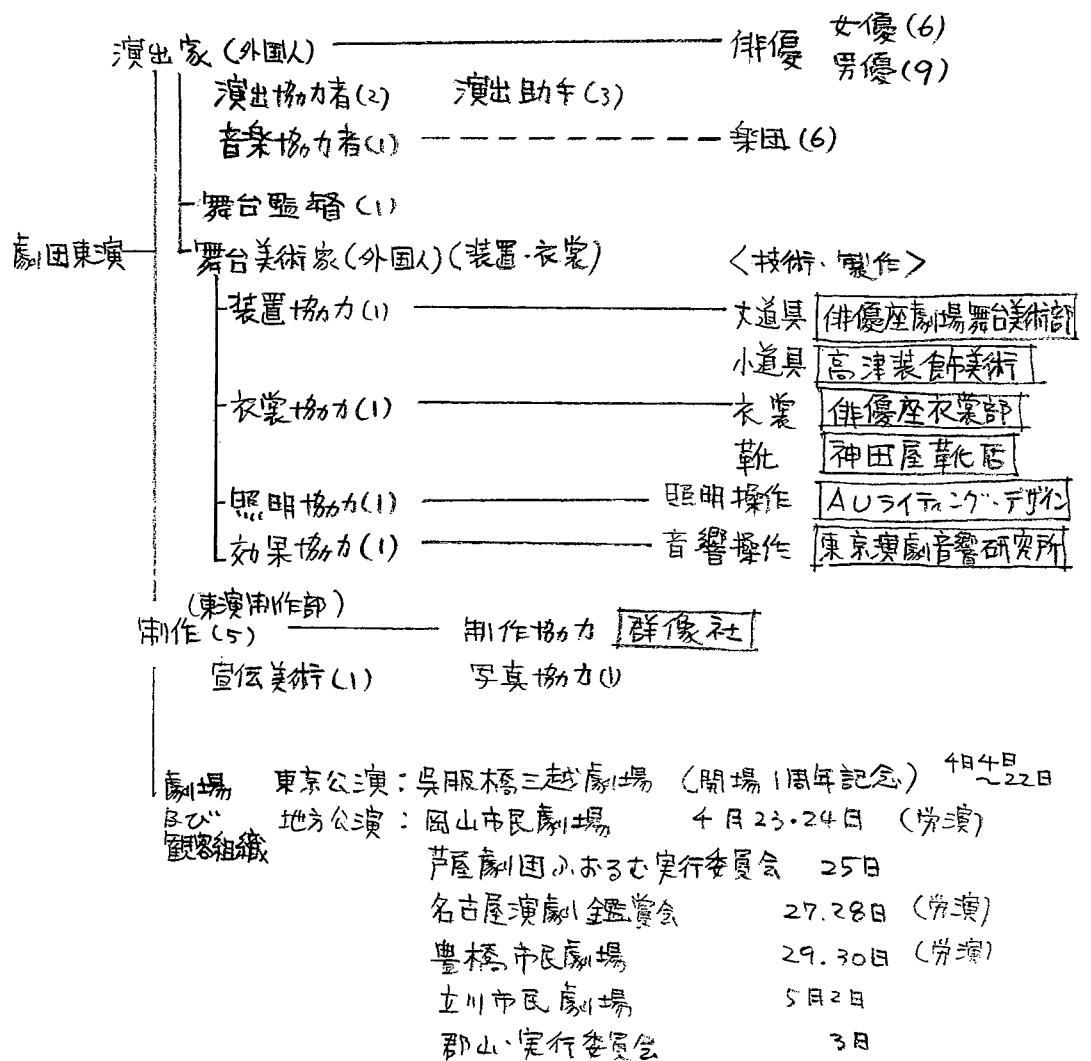 演出家(外国人) 俳優 女優(6)
男優(9)
演出協力者(2) 演出助手(3)
音楽協力者(1) 楽団(6)
舞台監督(1)
劇団東演 舞台美術家(外国人)(装置・衣裳) <技術・製作>
装置協力(1) 大道具 俳優座劇場舞台美術部
小道具 高津装飾美術
衣裳協力(1) 衣裳 俳優座衣裳部
靴 神田屋靴店
照明協力(1) 照明操作 AUライティング・デザイン
効果協力(1) 音響操作 東京演劇音響研究所
(東演制作部)
制作(5) 制作協力 群像社
宣伝美術(1) 写真協力(1)
劇場 東京公演:呉服橋三越劇場 (開場1周年記念) 4月4日~22日
及び 地方公演:岡山市民劇場 4月23・24日 (労演)
観客組織
芦屋劇団ふおるむ実行委員会 25日
名古屋演劇鑑賞会 27.28日 (労演)
豊橋市民劇場 29.30日 (労演)
立川市民劇場 5月2日
郡山・実行委員会 3日